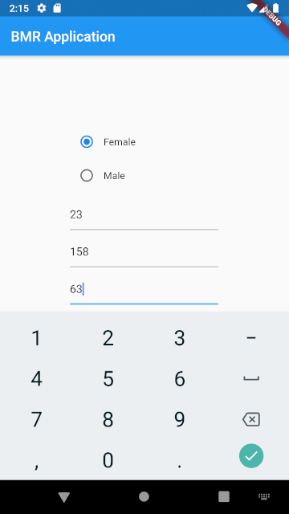 2:15
DEBUG
BMR Application
Female
Male
23
158
63
1 2 3 -
4 5 6
7 8 9
, 0 .